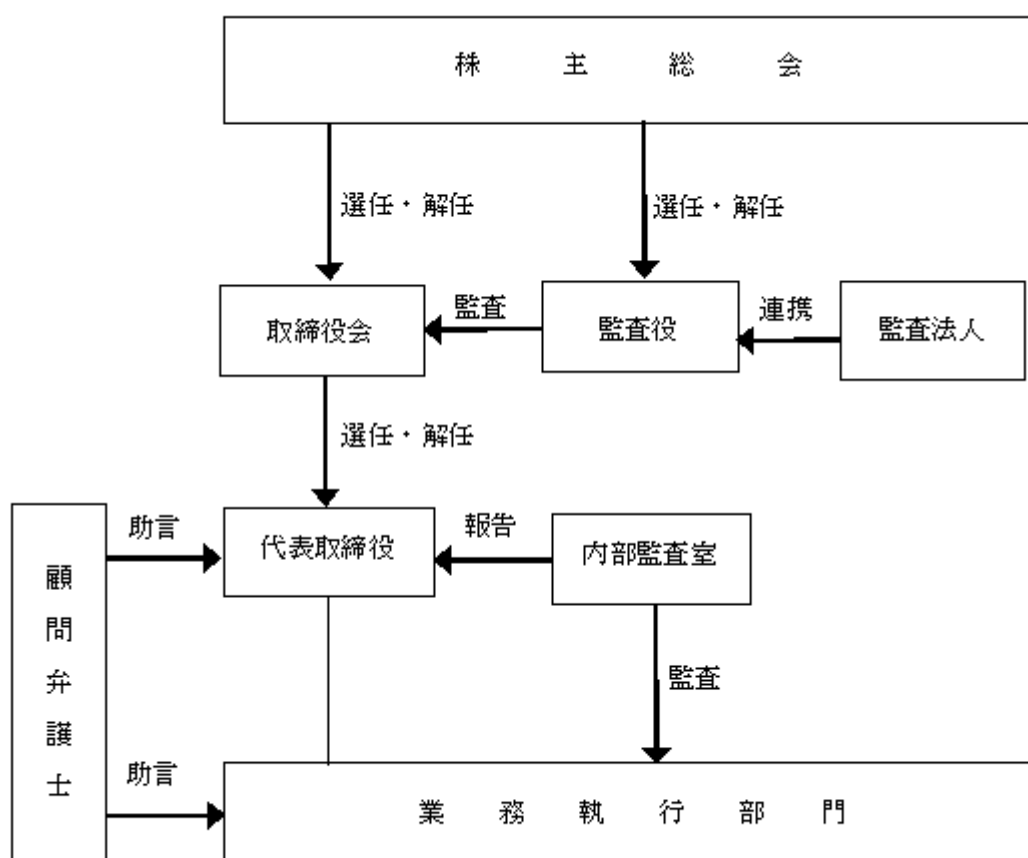 株主総会
選任・解任
選任・解任
取締役会
監査
監査役
連携
監査法人
選任・解任
顧問弁護士
助言
代表取締役
報告
内部監査室
監査
助言
業務執行部門